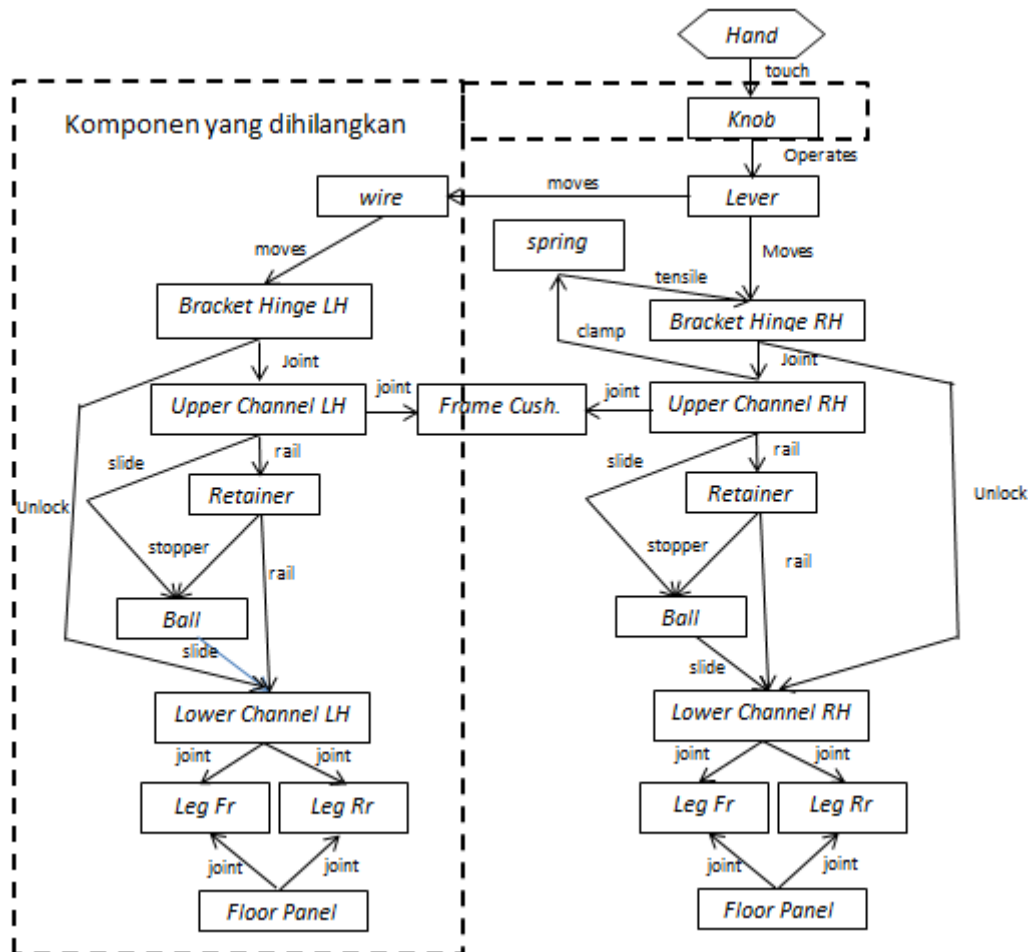 Hand
touch
Komponen yang dihilangkan
Knob
Operates
wire
moves
Lever
spring
moves
Moves
tensile
Bracket Hinge LH
Bracket Hinge RH
clamp
Joint
Joint
Upper Channel LH
joint
Frame Cush.
joint
Upper Channel RH
slide
rail
slide
rail
Unlock
Retainer
Retainer
Unlock
stopper
rail
stopper
rail
Ball
Ball
slide
slide
Lower Channel LH
Lower Channel RH
joint
joint
joint
joint
Leg Fr
Leg Rr
Leg Fr
Leg Rr
joint
joint
joint
joint
Floor Panel
Floor Panel